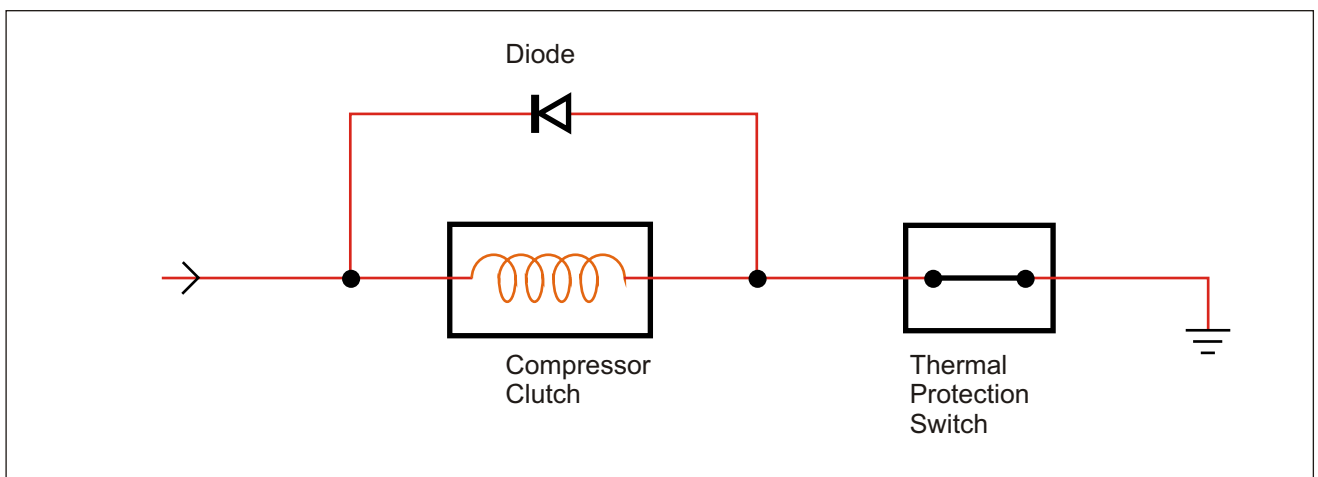 Diode
Compressor
Clutch
Thermal
Protection
Switch